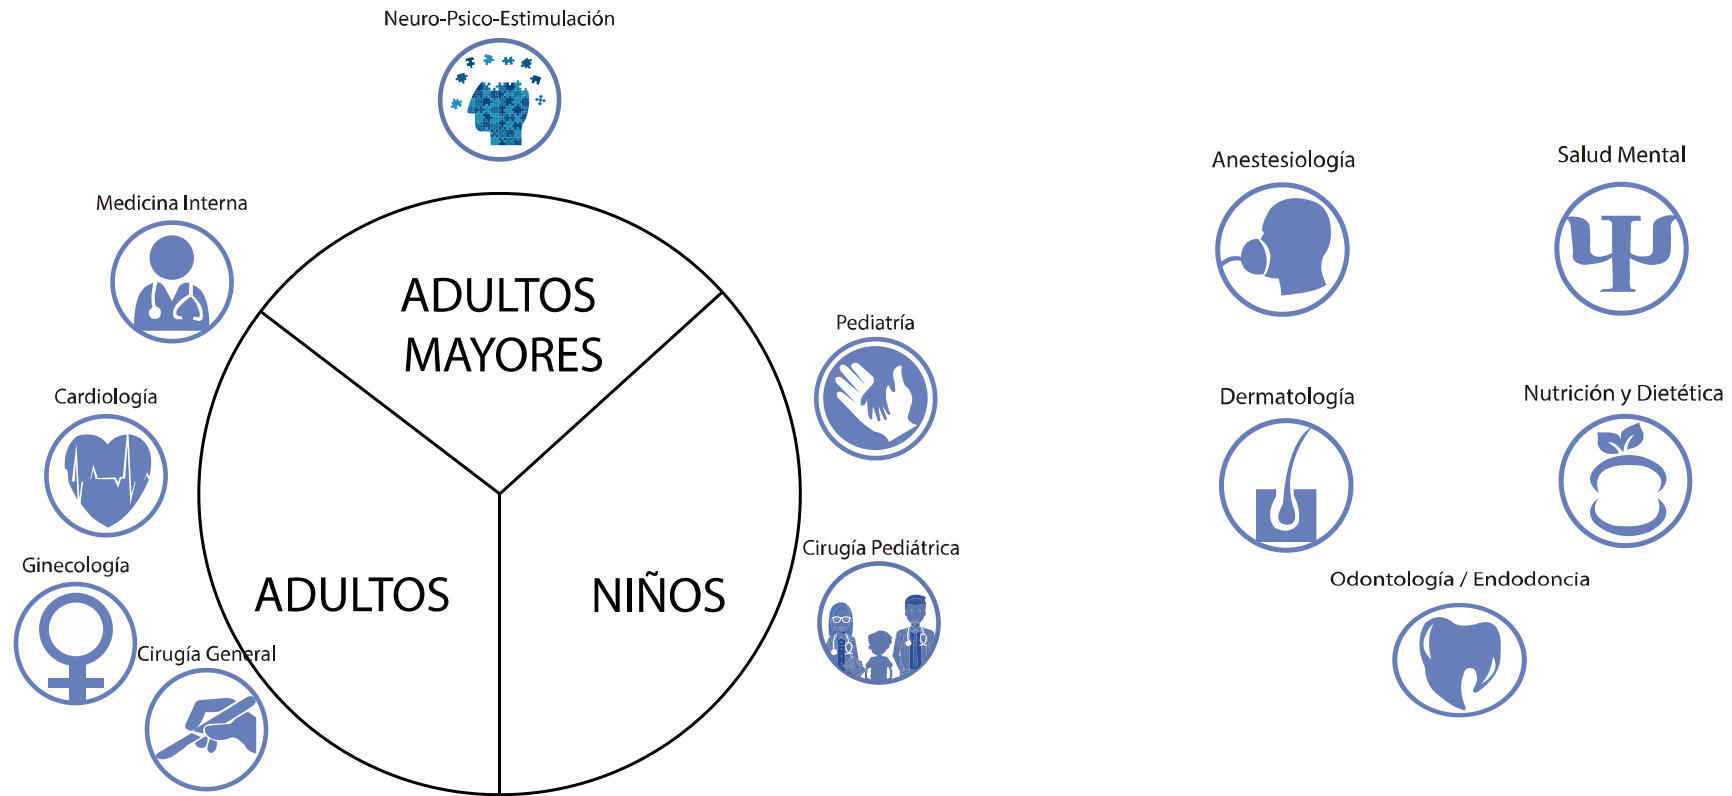 Neuro-Psico-Estimulación
Medicina Interna
Cardiología
Ginecología
Cirugía General
ADULTOS
MAYORES
ADULTOS
NIÑOS
Pediatría
Cirugía Pediátrica
Anestesiología
Salud Mental
Dermatología
Nutrición y Dietética
Odontología / Endodoncia